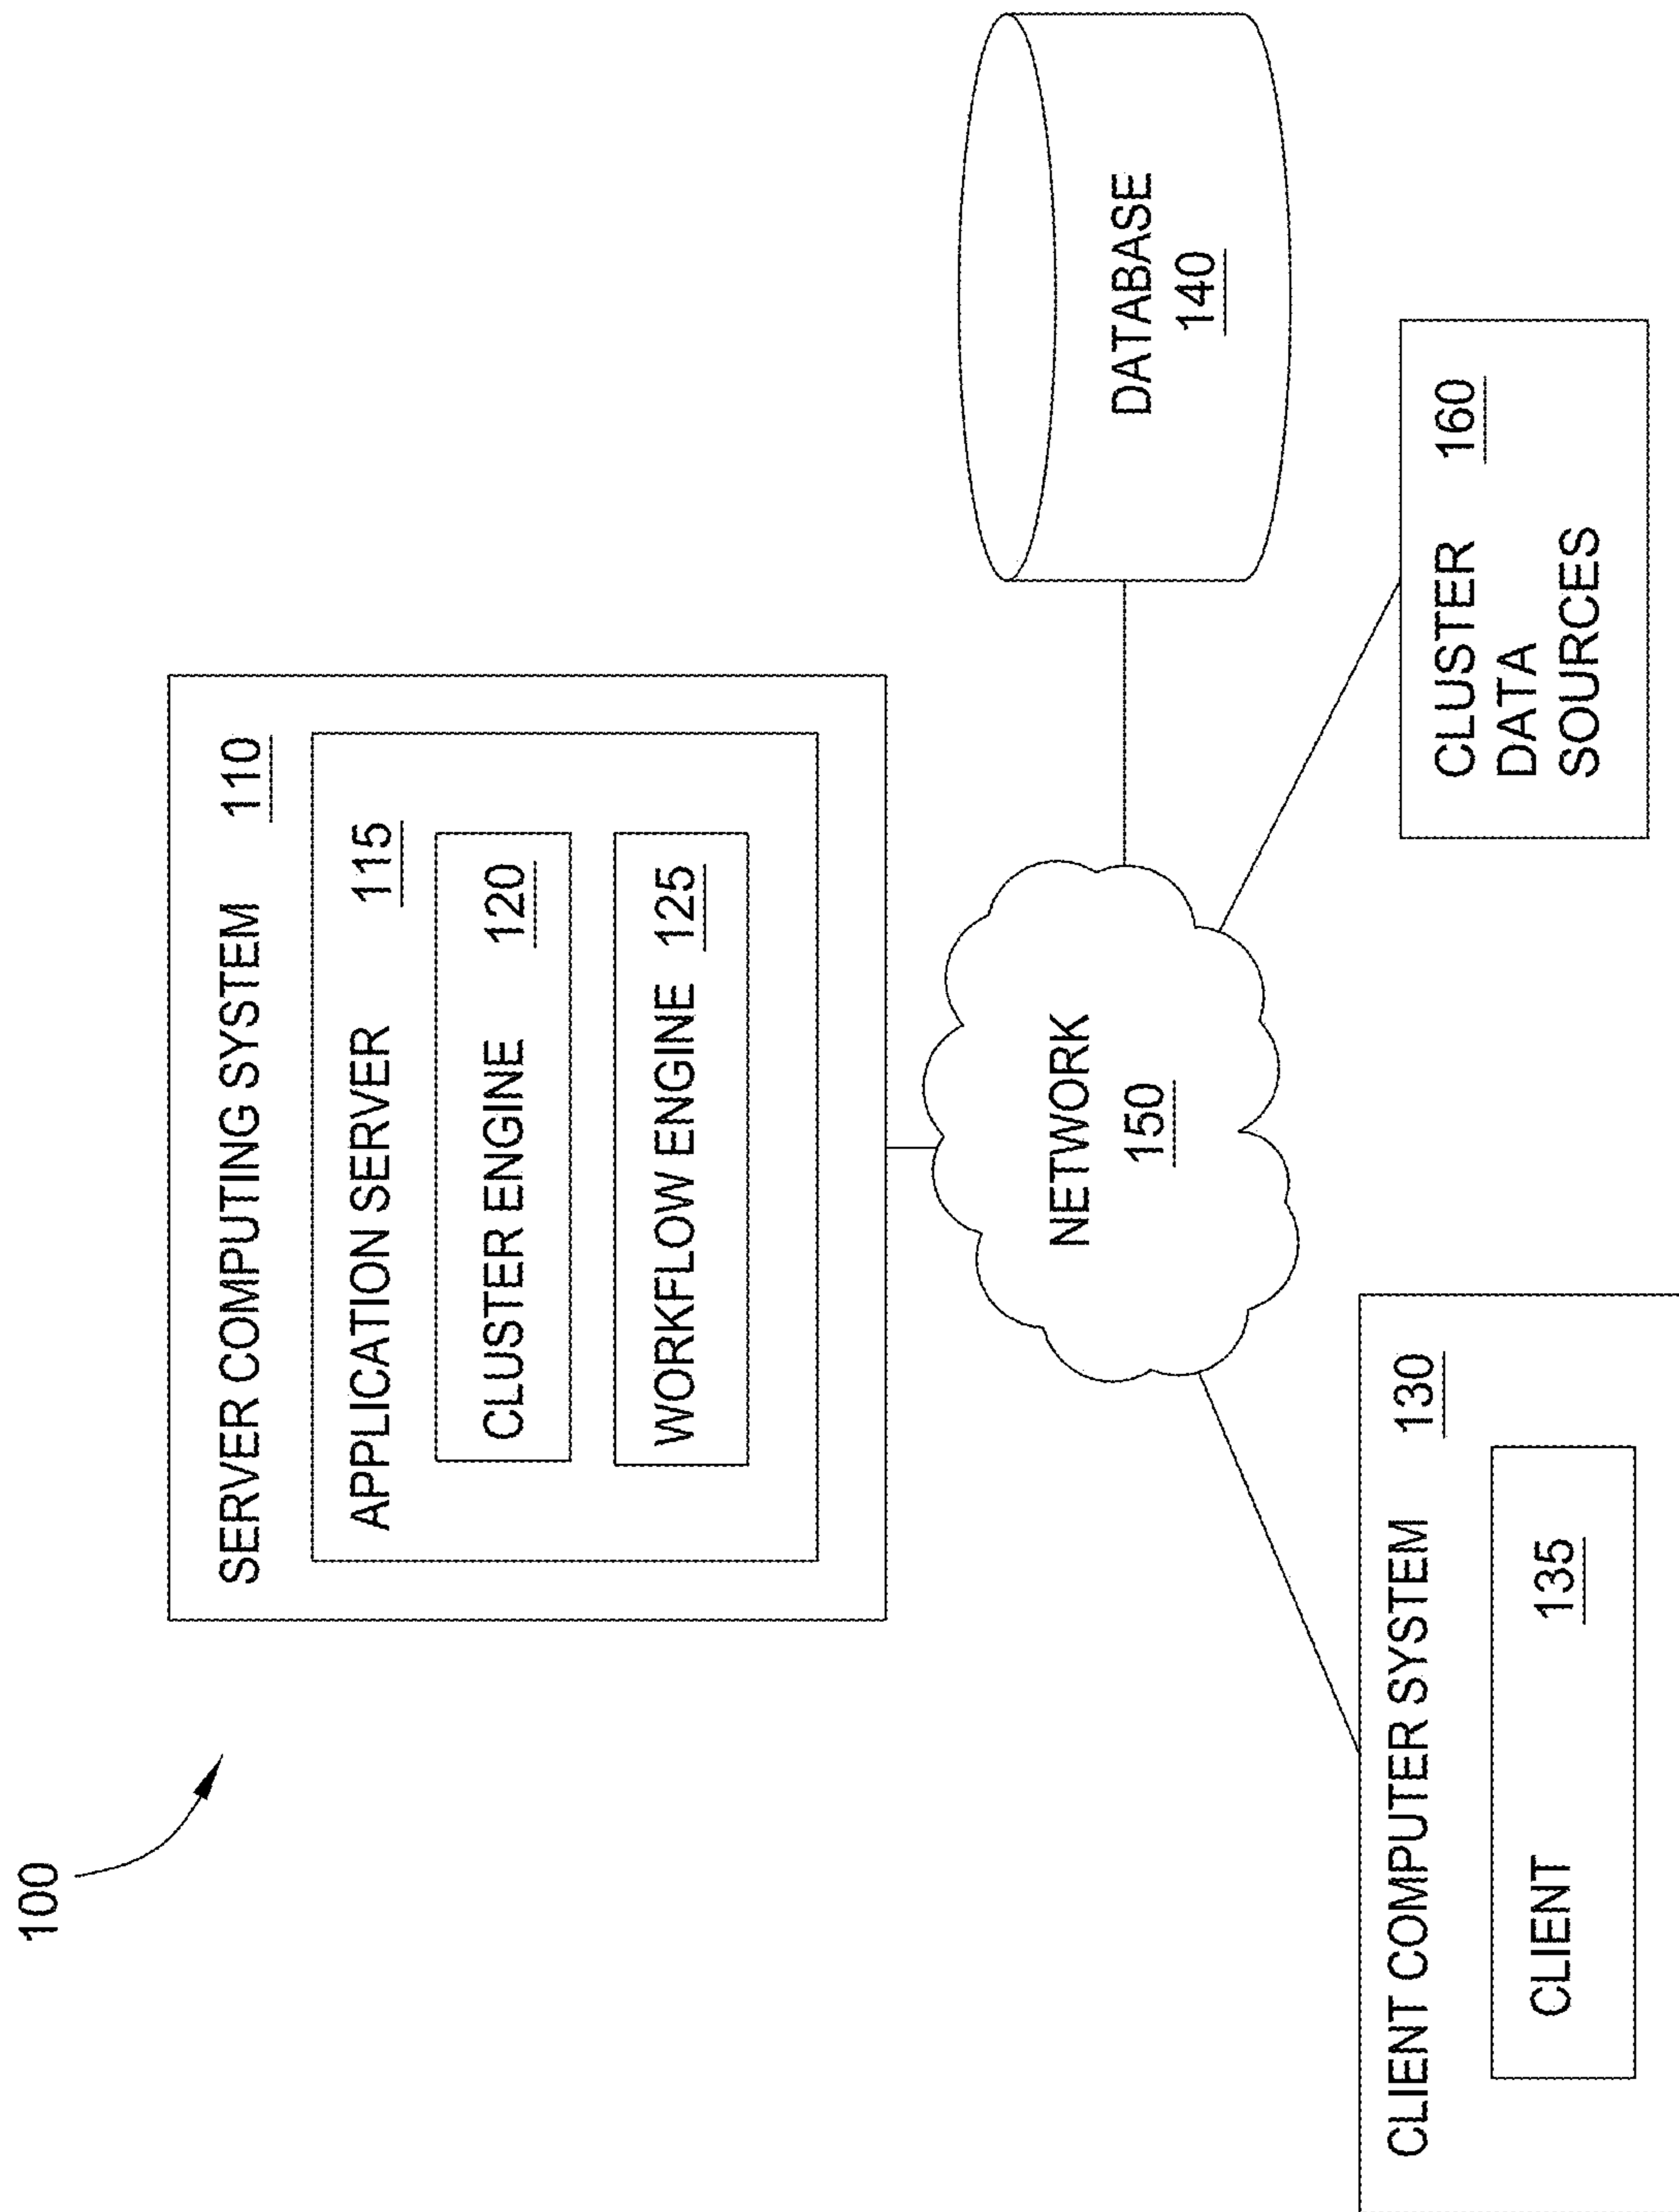 100
SERVER COMPUTING SYSTEM 110
APPLICATION SERVER 115
CLUSTER ENGINE 120
WORKFLOW ENGINE 125
NETWORK
150
DATABASE
140
CLIENT COMPUTER SYSTEM 130
CLIENT 135
CLUSTER 160
DATA
SOURCES